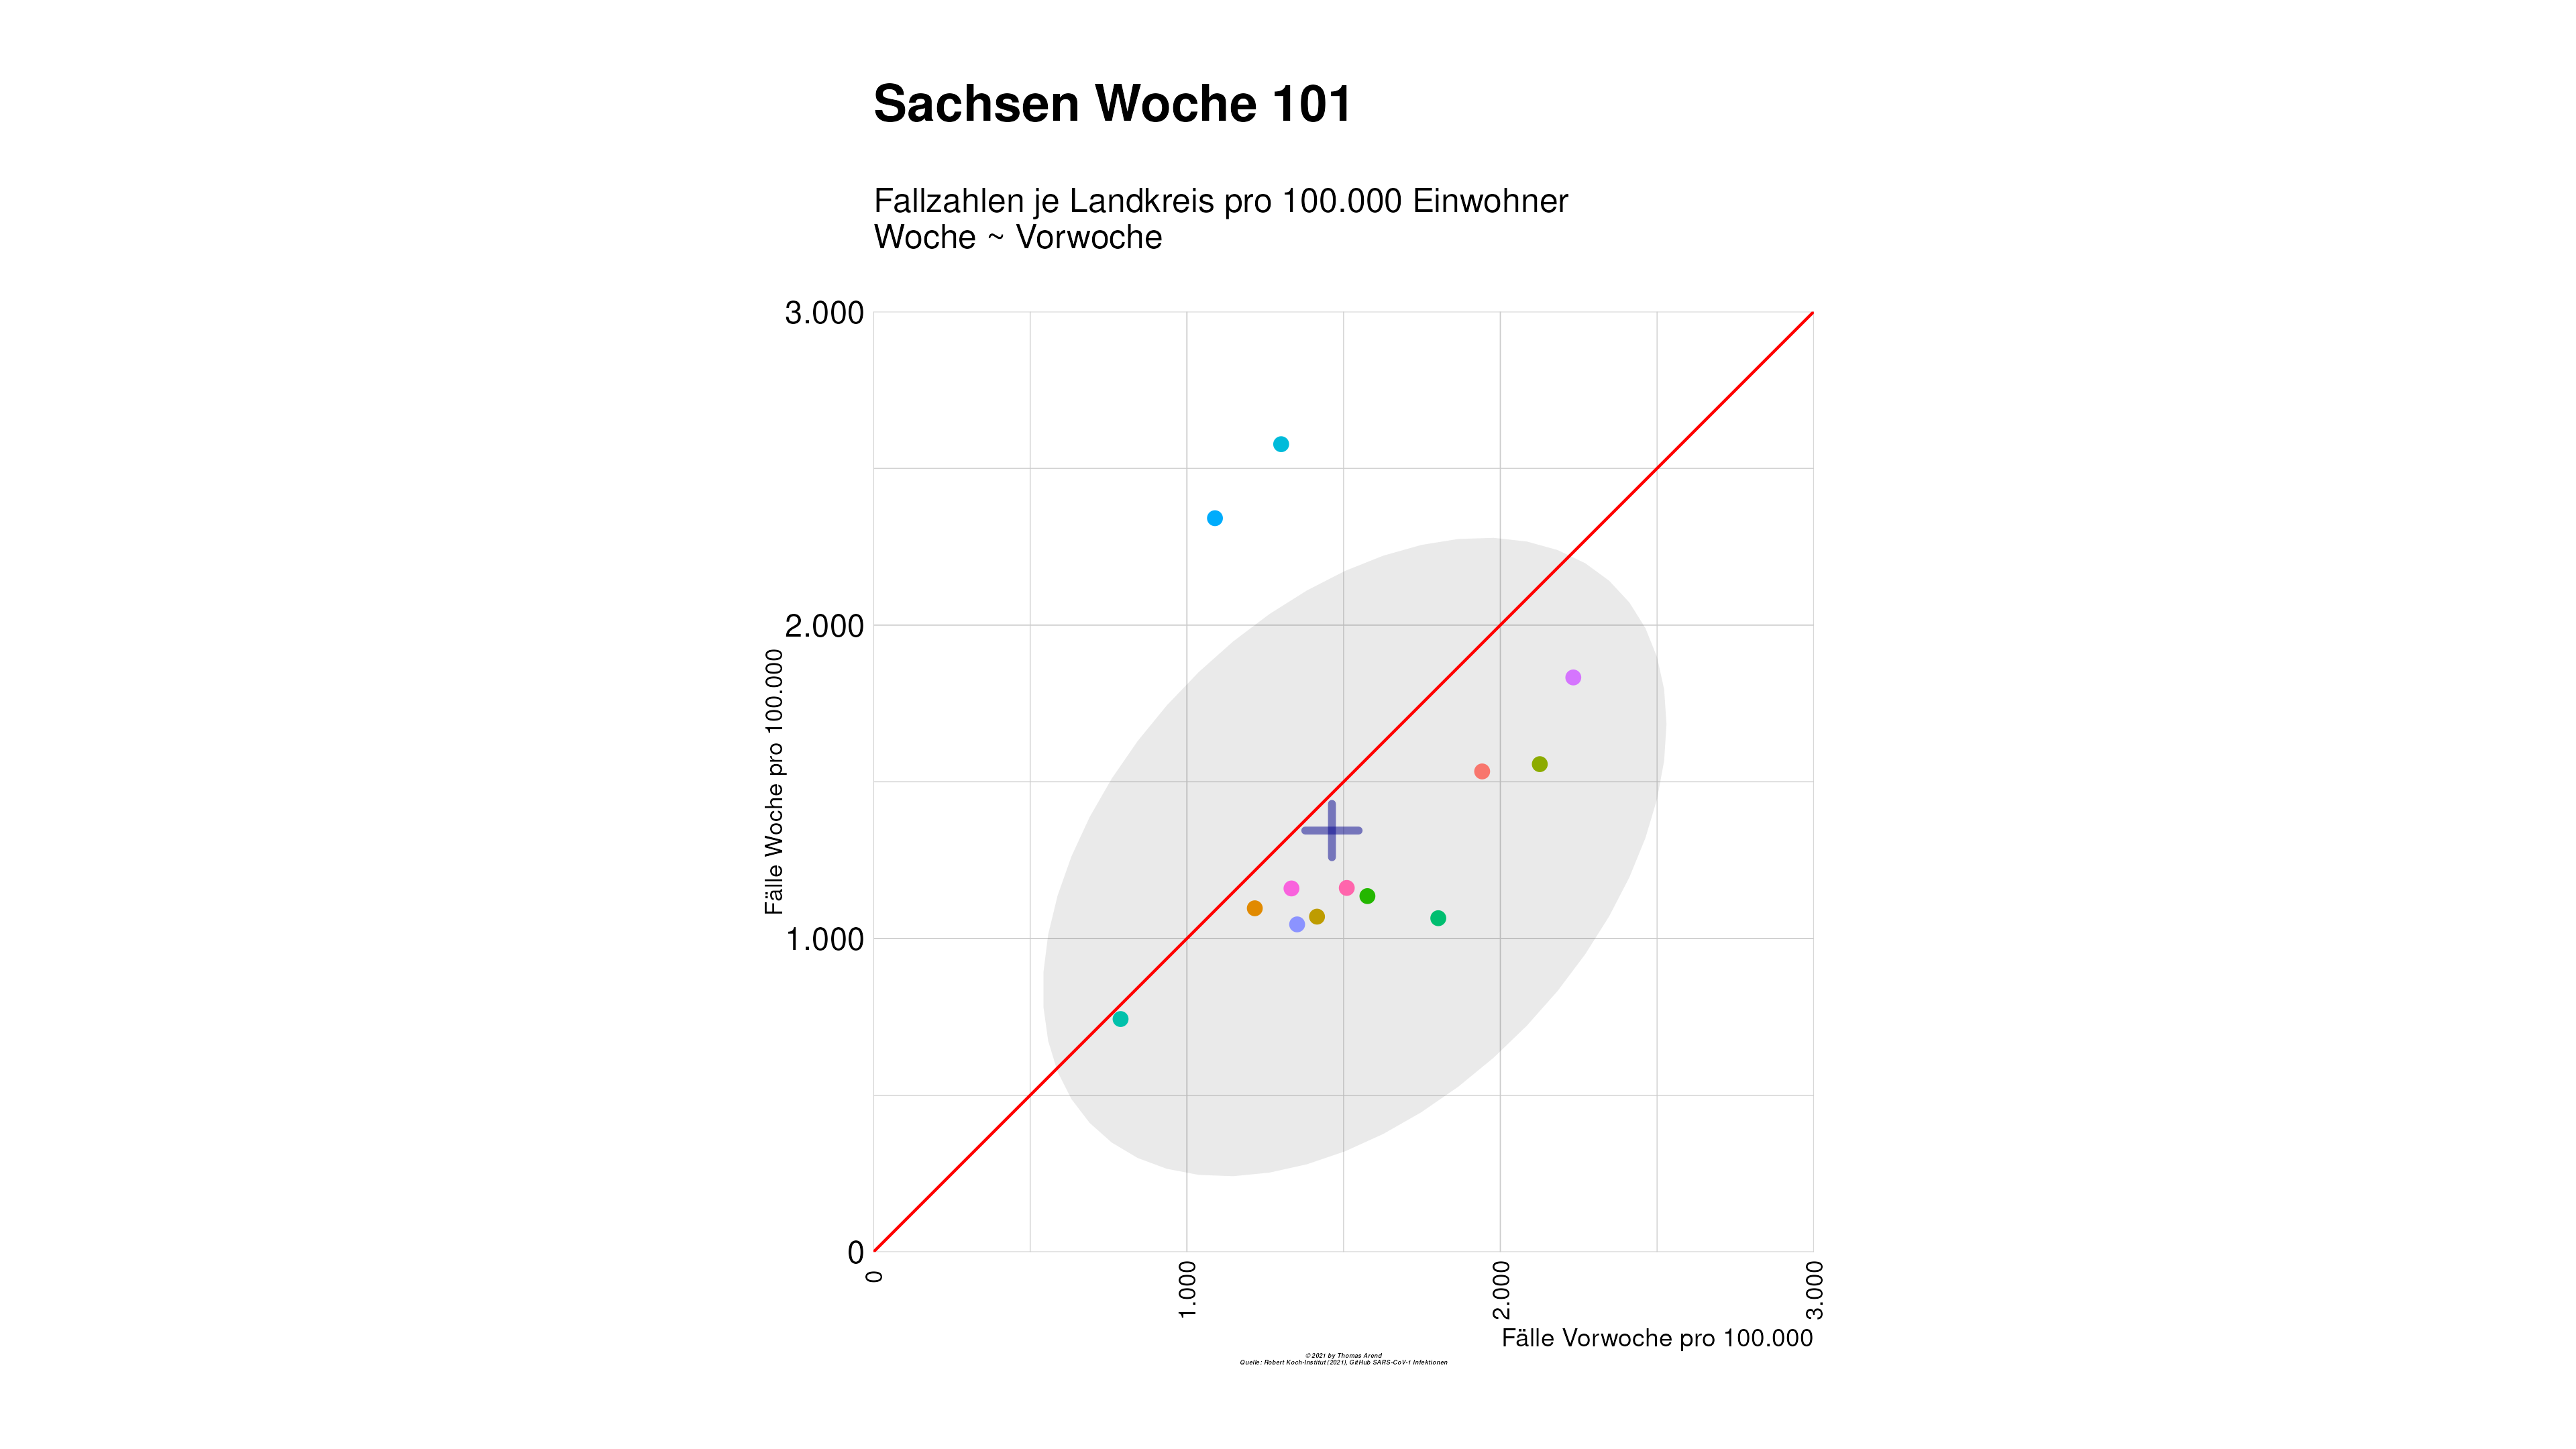 Sachsen Woche 101
Fallzahlen je Landkreis pro 100.000 Einwohner
Woche ~ Vorwoche
3.000
2.000
1.000
0
Fälle Woche pro 100.000
0
1.000
2.000
3.000
Fälle Vorwoche pro 100.000
© 2021 by Thomas Arend
Quelle: Robert Koch-Institut (2021), GitHub SARS-CoV-1 Infektionen